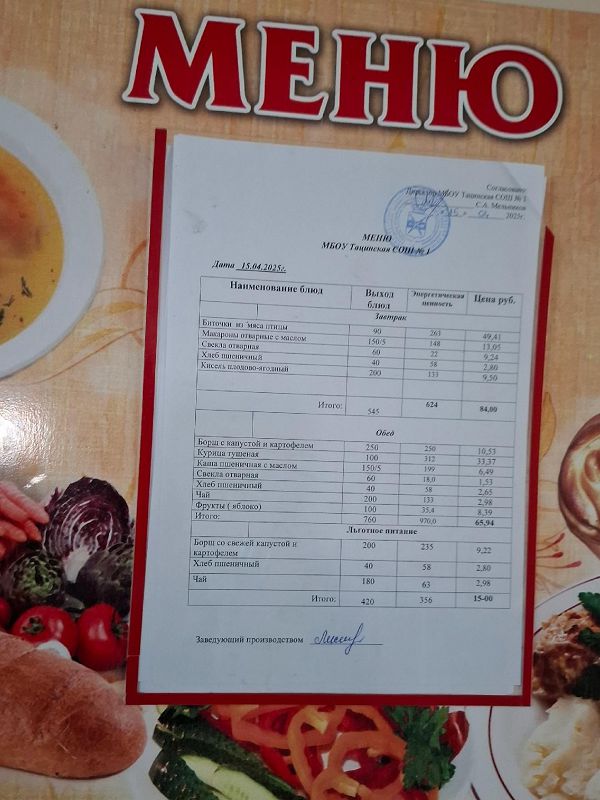 МЕНЮ
Согласовано
Директор МБОУ Тацинская СОШ № 1
С.А. Мельников
2025г.
МЕНЮ
МБОУ Тацинская СОШ № 1
Дата 15.04.2025г.
Наименование блюд Выход блюд Энергетическая ценность Цена руб.
Завтрак
Биточки из мяса птицы 90 263 49,41
Макароны отварные с маслом 150/5 148 13,05
Свекла отварная 60 22 9,24
Хлеб пшеничный 40 58 2,80
Кисель плодово-ягодный 200 133 9,50
Итого: 545 624 84,00
Обед
Борщ с капустой и картофелем 250 250 10,53
Курица тушеная 100 312 33,37
Каша пшеничная с маслом 150/5 199 6,49
Свекла отварная 60 18,0 1,53
Хлеб пшеничный 40 58 2,65
Чай 200 133 2,98
Фрукты ( яблоко) 100 35,4 8,39
Итого: 760 970,0 65,94
Льготное питание
Борщ со свежей капустой и 200 235 9,22
картофелем
Хлеб пшеничный 40 58 2,80
Чай 180 63 2,98
Итого: 420 356 15-00
Заведующий производством